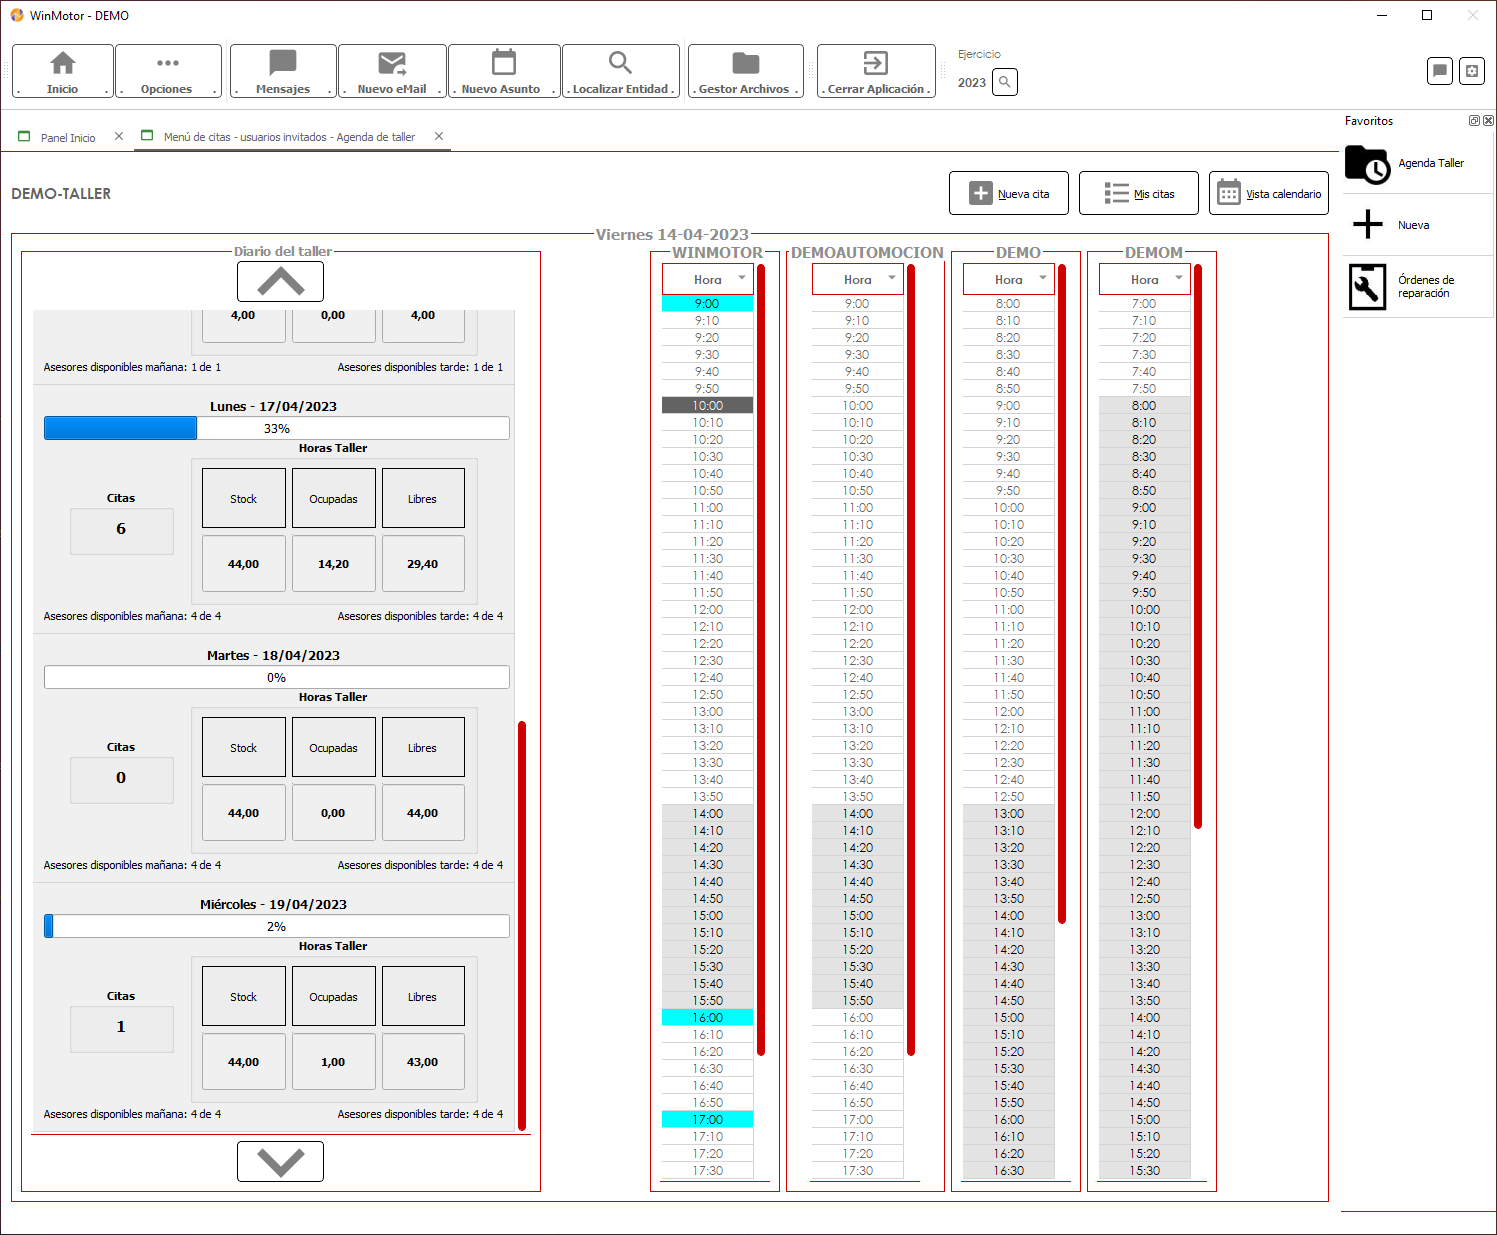 WinMotor - DEMO
. Inicio .
. Opciones .
. Mensajes .
. Nuevo eMail .
. Nuevo Asunto .
. Localizar Entidad .
. Gestor Archivos .
. Cerrar Aplicación .
Ejercicio
2023
Panel Inicio
Menú de citas - usuarios invitados - Agenda de taller
Favoritos
Agenda Taller
Nueva
Órdenes de
reparación
DEMO-TALLER
Nueva cita
Mis citas
Vista calendario
Viernes 14-04-2023
Diario del taller
4,00 0,00 4,00
Asesores disponibles mañana: 1 de 1 Asesores disponibles tarde: 1 de 1
Lunes - 17/04/2023
33%
Horas Taller
Citas
6
Stock Ocupadas Libres
44,00 14,20 29,40
Asesores disponibles mañana: 4 de 4 Asesores disponibles tarde: 4 de 4
Martes - 18/04/2023
0%
Horas Taller
Citas
0
Stock Ocupadas Libres
44,00 0,00 44,00
Asesores disponibles mañana: 4 de 4 Asesores disponibles tarde: 4 de 4
Miércoles - 19/04/2023
2%
Horas Taller
Citas
1
Stock Ocupadas Libres
44,00 1,00 43,00
Asesores disponibles mañana: 4 de 4 Asesores disponibles tarde: 4 de 4
WINMOTOR DEMOAUTOMOCION DEMO DEMOM
Hora Hora Hora Hora
9:00 9:00 8:00 7:00
9:10 9:10 8:10 7:10
9:20 9:20 8:20 7:20
9:30 9:30 8:30 7:30
9:40 9:40 8:40 7:40
9:50 9:50 8:50 7:50
10:00 10:00 9:00 8:00
10:10 10:10 9:10 8:10
10:20 10:20 9:20 8:20
10:30 10:30 9:30 8:30
10:40 10:40 9:40 8:40
10:50 10:50 9:50 8:50
11:00 11:00 10:00 9:00
11:10 11:10 10:10 9:10
11:20 11:20 10:20 9:20
11:30 11:30 10:30 9:30
11:40 11:40 10:40 9:40
11:50 11:50 10:50 9:50
12:00 12:00 11:00 10:00
12:10 12:10 11:10 10:10
12:20 12:20 11:20 10:20
12:30 12:30 11:30 10:30
12:40 12:40 11:40 10:40
12:50 12:50 11:50 10:50
13:00 13:00 12:00 11:00
13:10 13:10 12:10 11:10
13:20 13:20 12:20 11:20
13:30 13:30 12:30 11:30
13:40 13:40 12:40 11:40
13:50 13:50 12:50 11:50
14:00 14:00 13:00 12:00
14:10 14:10 13:10 12:10
14:20 14:20 13:20 12:20
14:30 14:30 13:30 12:30
14:40 14:40 13:40 12:40
14:50 14:50 13:50 12:50
15:00 15:00 14:00 13:00
15:10 15:10 14:10 13:10
15:20 15:20 14:20 13:20
15:30 15:30 14:30 13:30
15:40 15:40 14:40 13:40
15:50 15:50 14:50 13:50
16:00 16:00 15:00 14:00
16:10 16:10 15:10 14:10
16:20 16:20 15:20 14:20
16:30 16:30 15:30 14:30
16:40 16:40 15:40 14:40
16:50 16:50 15:50 14:50
17:00 17:00 16:00 15:00
17:10 17:10 16:10 15:10
17:20 17:20 16:20 15:20
17:30 17:30 16:30 15:30